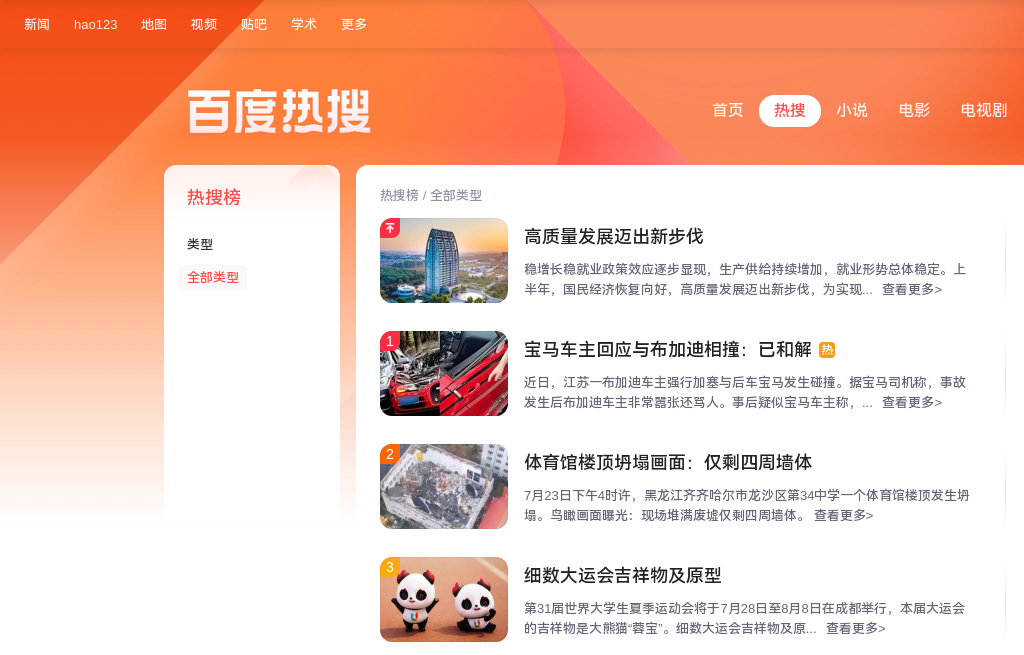 新闻 hao123 地图 视频 贴吧 学术 更多
百度热搜
首页 热搜 小说 电影 电视剧
热搜榜
类型
全部类型
热搜榜 / 全部类型
高质量发展迈出新步伐
稳增长稳就业政策效应逐步显现，生产供给持续增加，就业形势总体稳定。上
半年，国民经济恢复向好，高质量发展迈出新步伐，为实现... 查看更多>
1
宝马车主回应与布加迪相撞：已和解 热
近日，江苏一布加迪车主强行加塞与后车宝马发生碰撞。据宝马司机称，事故
发生后布加迪车主非常嚣张还骂人。事后疑似宝马车主称，... 查看更多>
2
体育馆楼顶坍塌画面：仅剩四周墙体
7月23日下午4时许，黑龙江齐齐哈尔市龙沙区第34中学一个体育馆楼顶发生坍
塌。鸟瞰画面曝光：现场堆满废墟仅剩四周墙体。 查看更多>
3
细数大运会吉祥物及原型
第31届世界大学生夏季运动会将于7月28日至8月8日在成都举行，本届大运会
的吉祥物是大熊猫“蓉宝”。细数大运会吉祥物及原... 查看更多>